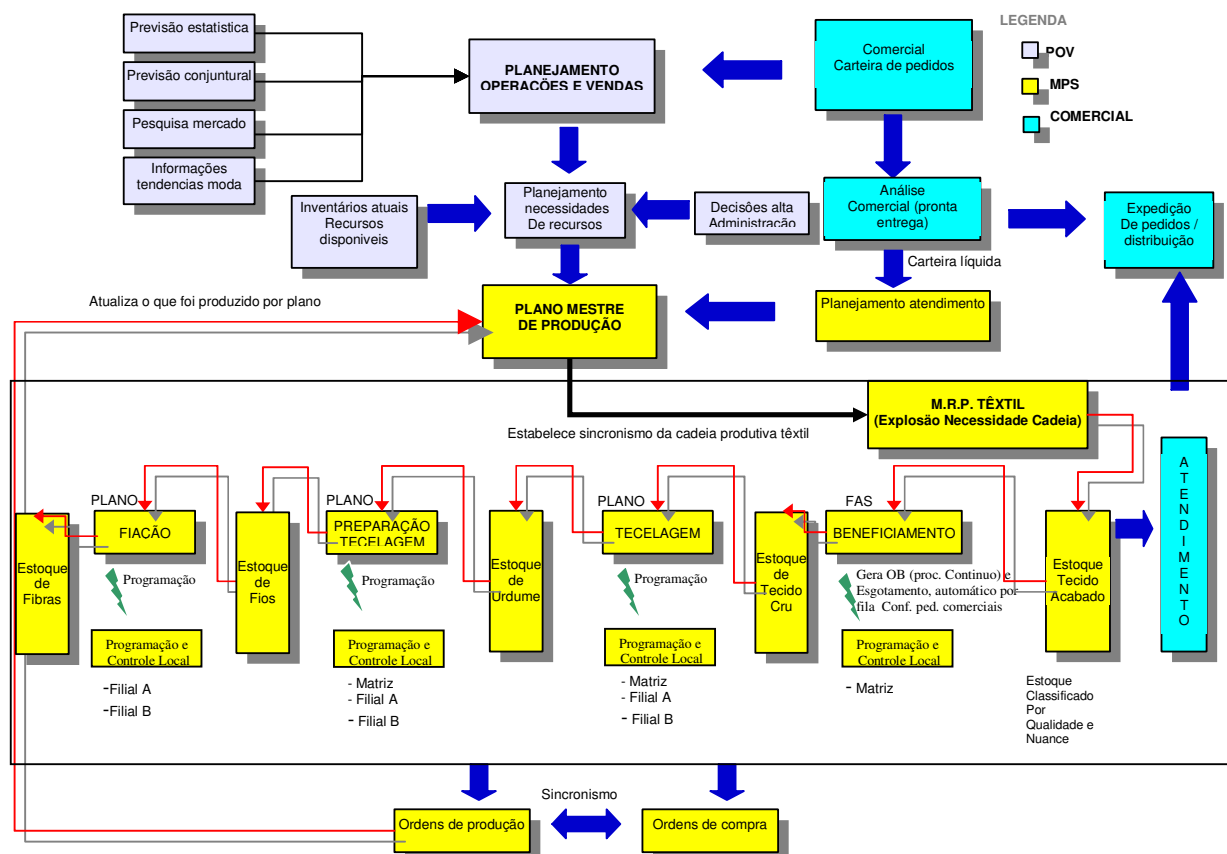 LEGENDA
POV
MPS
COMERCIAL
Previsão estatistica
Previsão conjuntural
Pesquisa mercado
Informações
tendencias moda
PLANEJAMENTO
OPERAÇÕES E VENDAS
Comercial
Carteira de pedidos
Inventários atuais
Recursos
disponiveis
Planejamento
necessidades
De recursos
Decisões alta
Administração
Análise
Comercial (pronta
entrega)
Expedição
De pedidos /
distribuição
Carteira líquida
Atualiza o que foi produzido por plano
PLANO MESTRE
DE PRODUÇÃO
Planejamento atendimento
M.R.P. TÊXTIL
(Explosão Necessidade Cadeia)
Estabelece sincronismo da cadeia produtiva têxtil
PLANO
PLANO
PLANO
FAS
Estoque
de
Fibras
FIAÇÃO
Estoque
de
Fios
PREPARAÇÃO
TECELAGEM
Estoque
de
Urdume
TECELAGEM
Estoque
de
Tecido
Cru
BENEFICIAMENTO
Estoque
Tecido
Acabado
ATENDIMENTO
Programação
Programação
Programação
Gera OB (proc. Continuo) e
Esgotamento, automático por
fila Conf. ped. comerciais
Programação e
Controle Local
Programação e
Controle Local
Programação e
Controle Local
Programação e
Controle Local
-Filial A
-Filial B
- Matriz
- Filial A
- Filial B
- Matriz
- Filial A
- Filial B
- Matriz
Estoque
Classificado
Por
Qualidade e
Nuance
Ordens de produção
Sincronismo
Ordens de compra